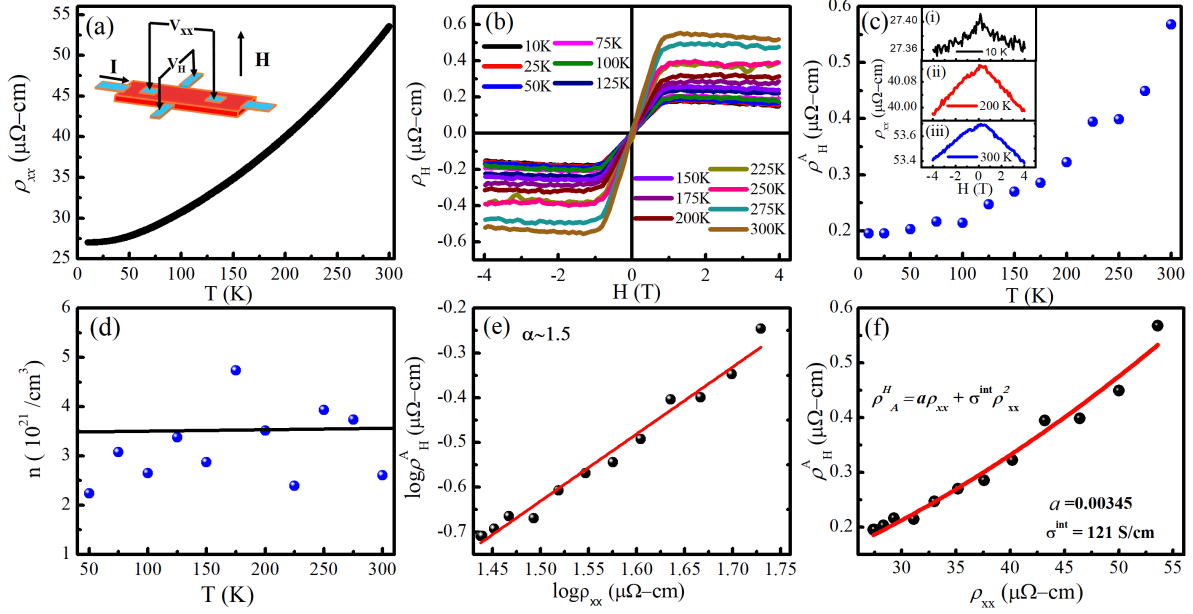 (a)
V_xx
V_H
I
H
ρ_xx (μΩ–cm)
55
50
45
40
35
30
25
0 50 100 150 200 250 300
T (K)
(b)
10K
25K
50K
75K
100K
125K
150K
175K
200K
225K
250K
275K
300K
ρ_H (μΩ–cm)
0.6
0.4
0.2
0.0
-0.2
-0.4
-0.6
-4 -2 0 2 4
H (T)
(c)
ρ^A_H (μΩ–cm)
0.6
0.5
0.4
0.3
0.2
0 50 100 150 200 250 300
T (K)
(i)
27.40
27.36
10 K
(ii)
40.08
40.00
200 K
(iii)
53.6
53.4
300 K
ρ_xx (μΩ–cm)
-4 -2 0 2 4
H (T)
(d)
n ( 10^21 /cm^3)
6
5
4
3
2
1
50 100 150 200 250 300
T (K)
(e)
α~1.5
logρ^A_H (μΩ–cm)
-0.2
-0.3
-0.4
-0.5
-0.6
-0.7
1.45 1.50 1.55 1.60 1.65 1.70 1.75
logρ_xx (μΩ–cm)
(f)
ρ^H_A = aρ_xx + σ^int ρ^2_xx
a =0.00345
σ^int = 121 S/cm
ρ^A_H (μΩ–cm)
0.6
0.5
0.4
0.3
0.2
30 35 40 45 50 55
ρ_xx (μΩ–cm)